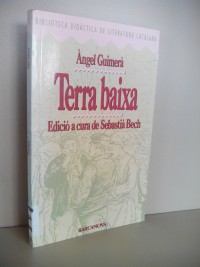 BIBLIOTECA DIDÀCTICA DE LITERATURA CATALANA
Àngel Guimerà
Terra baixa
Edició a cura de Sebastià Bech
BARCANOVA